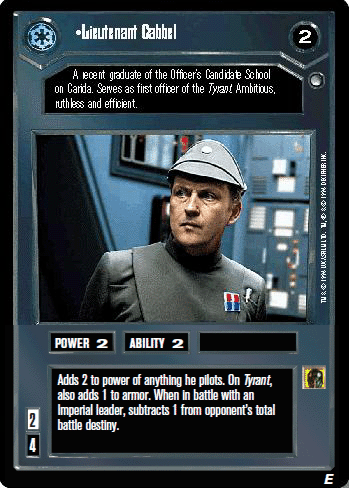 •Lieutenant Cabbel
2
A recent graduate of the Officer's Candidate School
on Carida. Serves as first officer of the Tyrant. Ambitious,
ruthless and efficient.
POWER 2 ABILITY 2
Adds 2 to power of anything he pilots. On Tyrant,
also adds 1 to armor. When in battle with an
Imperial leader, subtracts 1 from opponent's total
battle destiny.
2
4
E